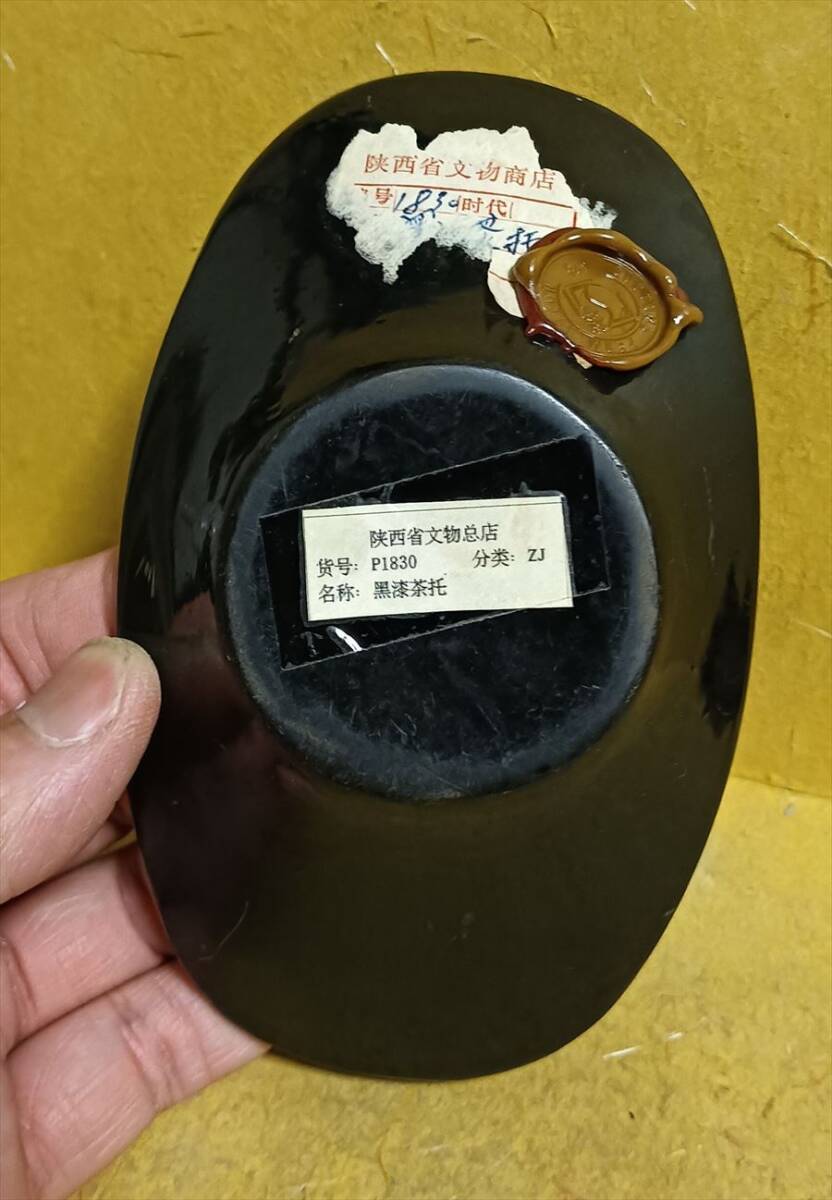 陕西省文物商店
号 1830 时代
托
陕西省文物总店
货号：P1830 分类：ZJ
名称：黑漆茶托